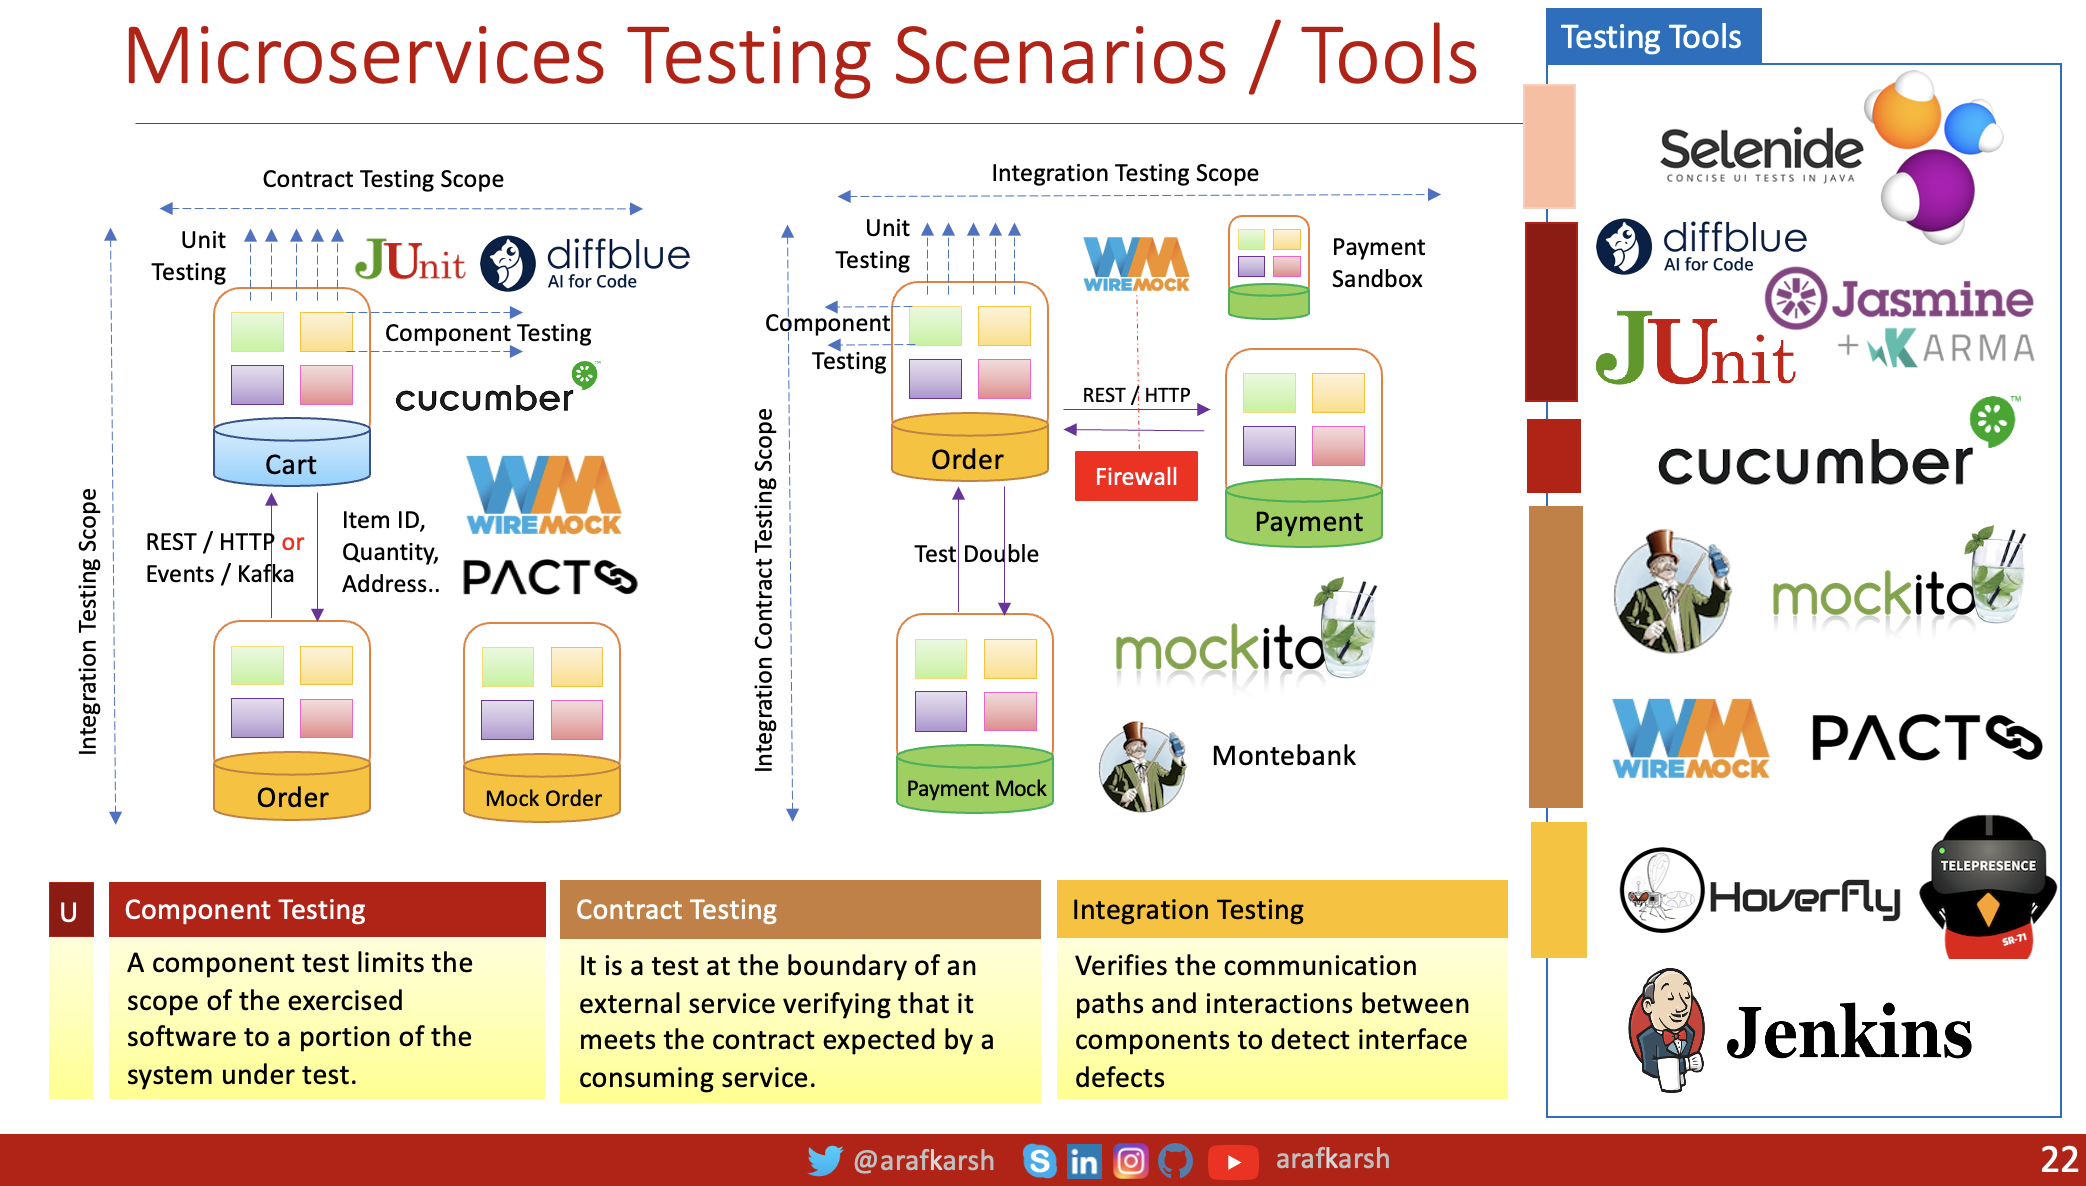 Microservices Testing Scenarios / Tools
Testing Tools
Contract Testing Scope
Unit
Testing
JUnit
diffblue
AI for Code
Component Testing
cucumber
Cart
Integration Testing Scope
REST / HTTP or
Events / Kafka
Item ID,
Quantity,
Address..
WIREMOCK
PACT
Order
Mock Order
Integration Testing Scope
Unit
Testing
WIREMOCK
Payment
Sandbox
Component
Testing
REST / HTTP
Order
Firewall
Payment
Integration Contract Testing Scope
Test Double
mockito
Payment Mock
Montebank
Selenide
CONCISE UI TESTS IN JAVA
diffblue
AI for Code
Jasmine
JUnit
+ KARMA
cucumber™
mockito
WIREMOCK
PACT
Hoverfly
TELEPRESENCE
SR-71
Jenkins
U
Component Testing
A component test limits the
scope of the exercised
software to a portion of the
system under test.
Contract Testing
It is a test at the boundary of an
external service verifying that it
meets the contract expected by a
consuming service.
Integration Testing
Verifies the communication
paths and interactions between
components to detect interface
defects
@arafkarsh
arafkarsh
22